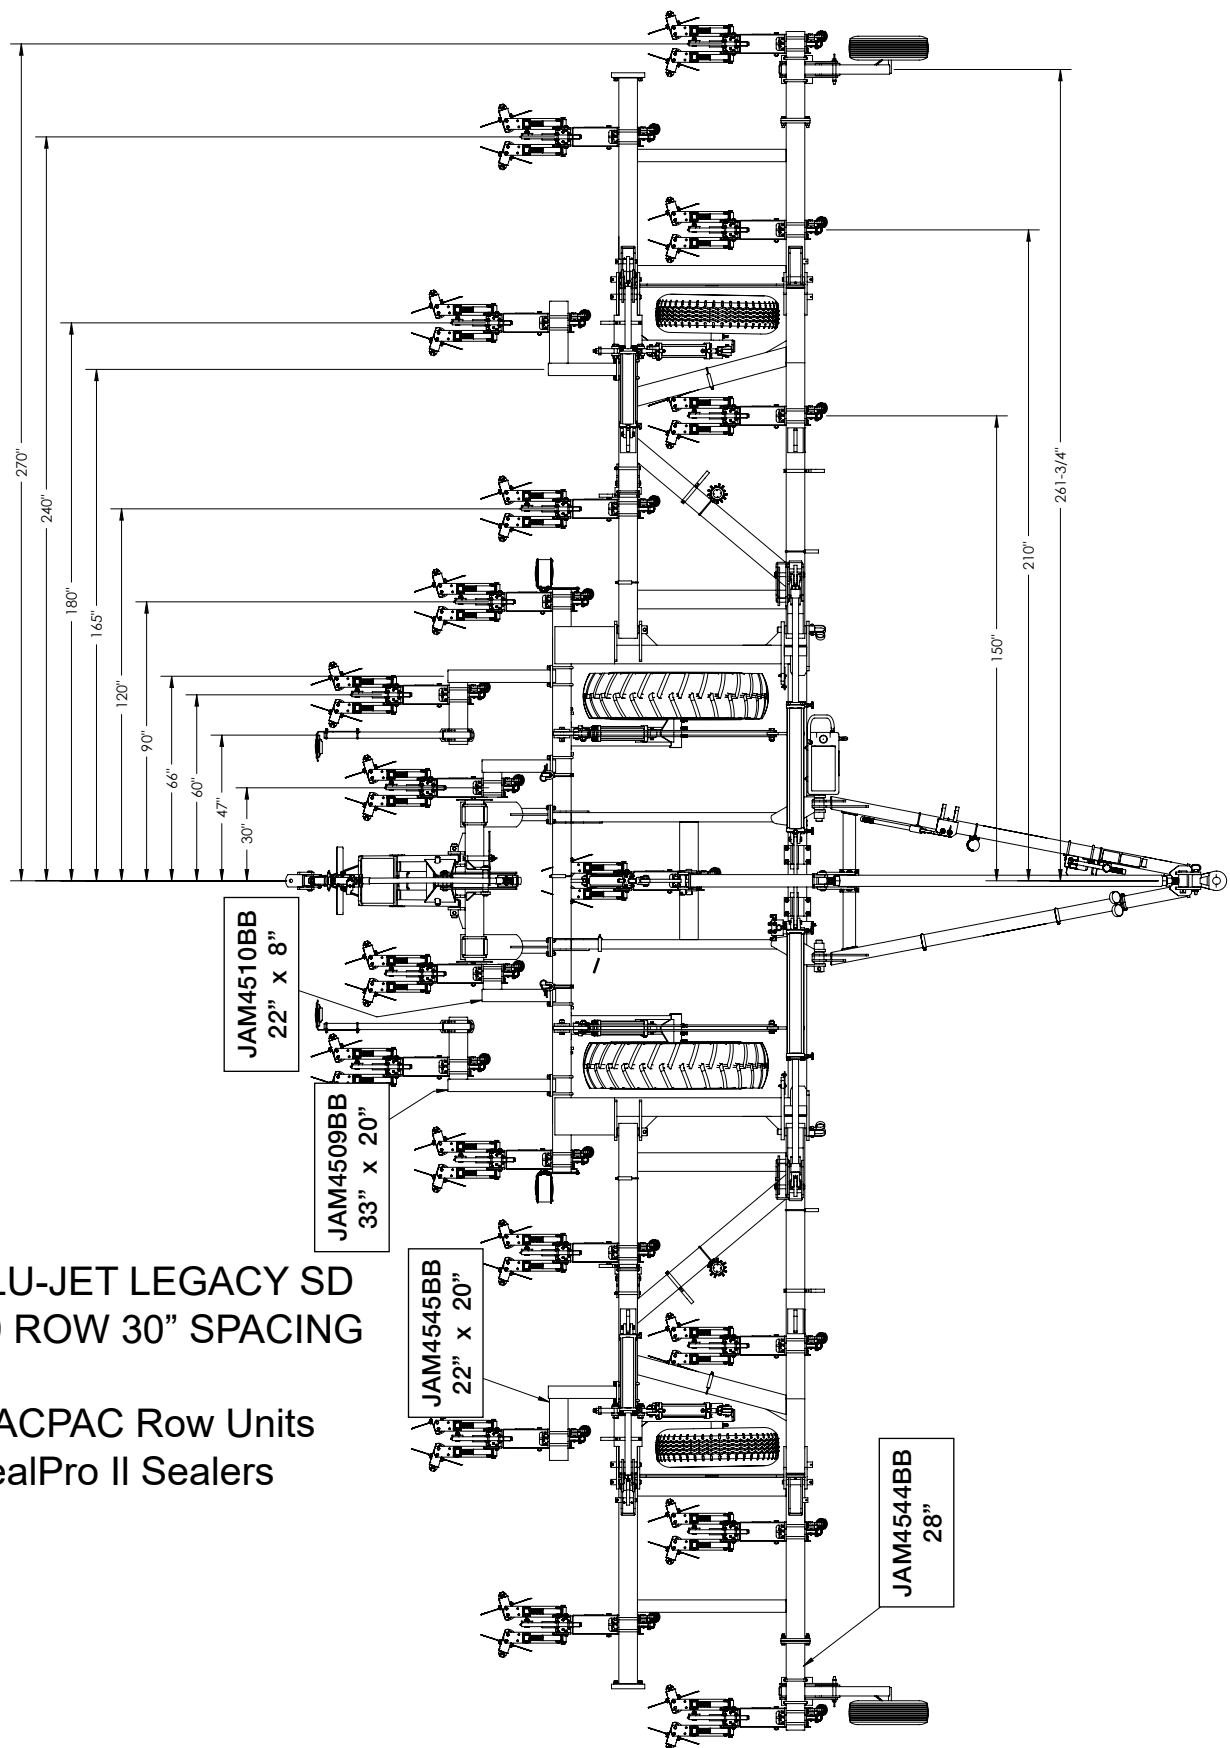 270"
240"
180"
165"
120"
90"
66"
60"
47"
30"
261-3/4"
210"
150"
JAM4510BB
22” x 8”
JAM4509BB
33” x 20”
JAM4545BB
22” x 20”
JAM4544BB
28”
LU-JET LEGACY SD
ROW 30” SPACING
ACPAC Row Units
ealPro II Sealers